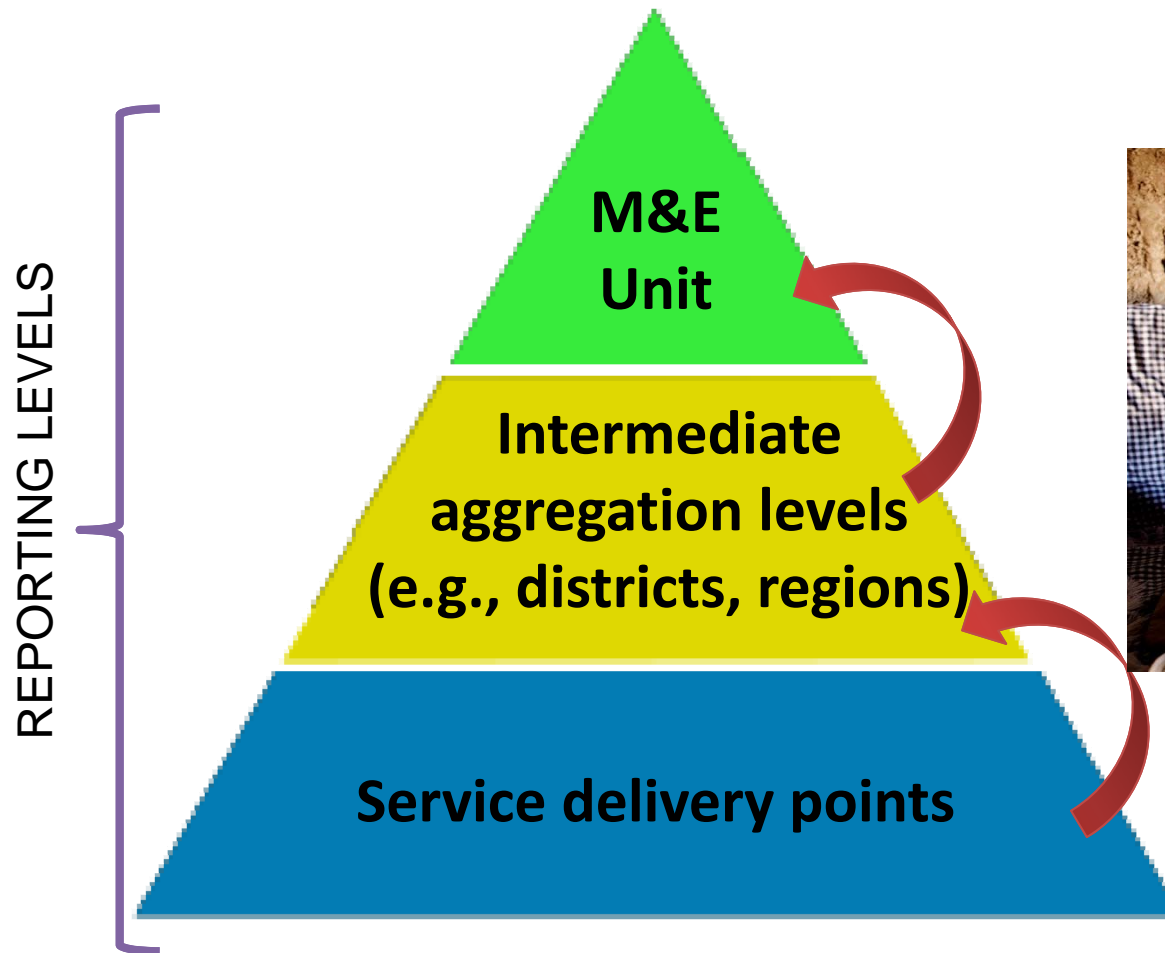 REPORTING LEVELS
M&E
Unit
Intermediate
aggregation levels
(e.g., districts, regions)
Service delivery points